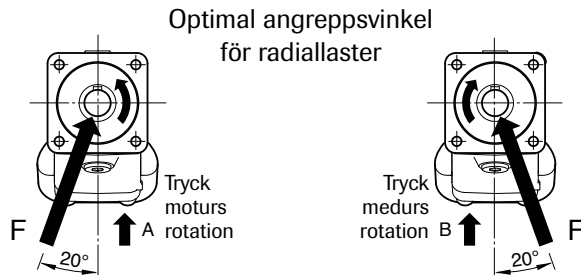 Optimal angreppsvinkel
för radiallaster
F
20°
A
Tryck
moturs
rotation
Tryck
medurs
rotation
B
F
20°